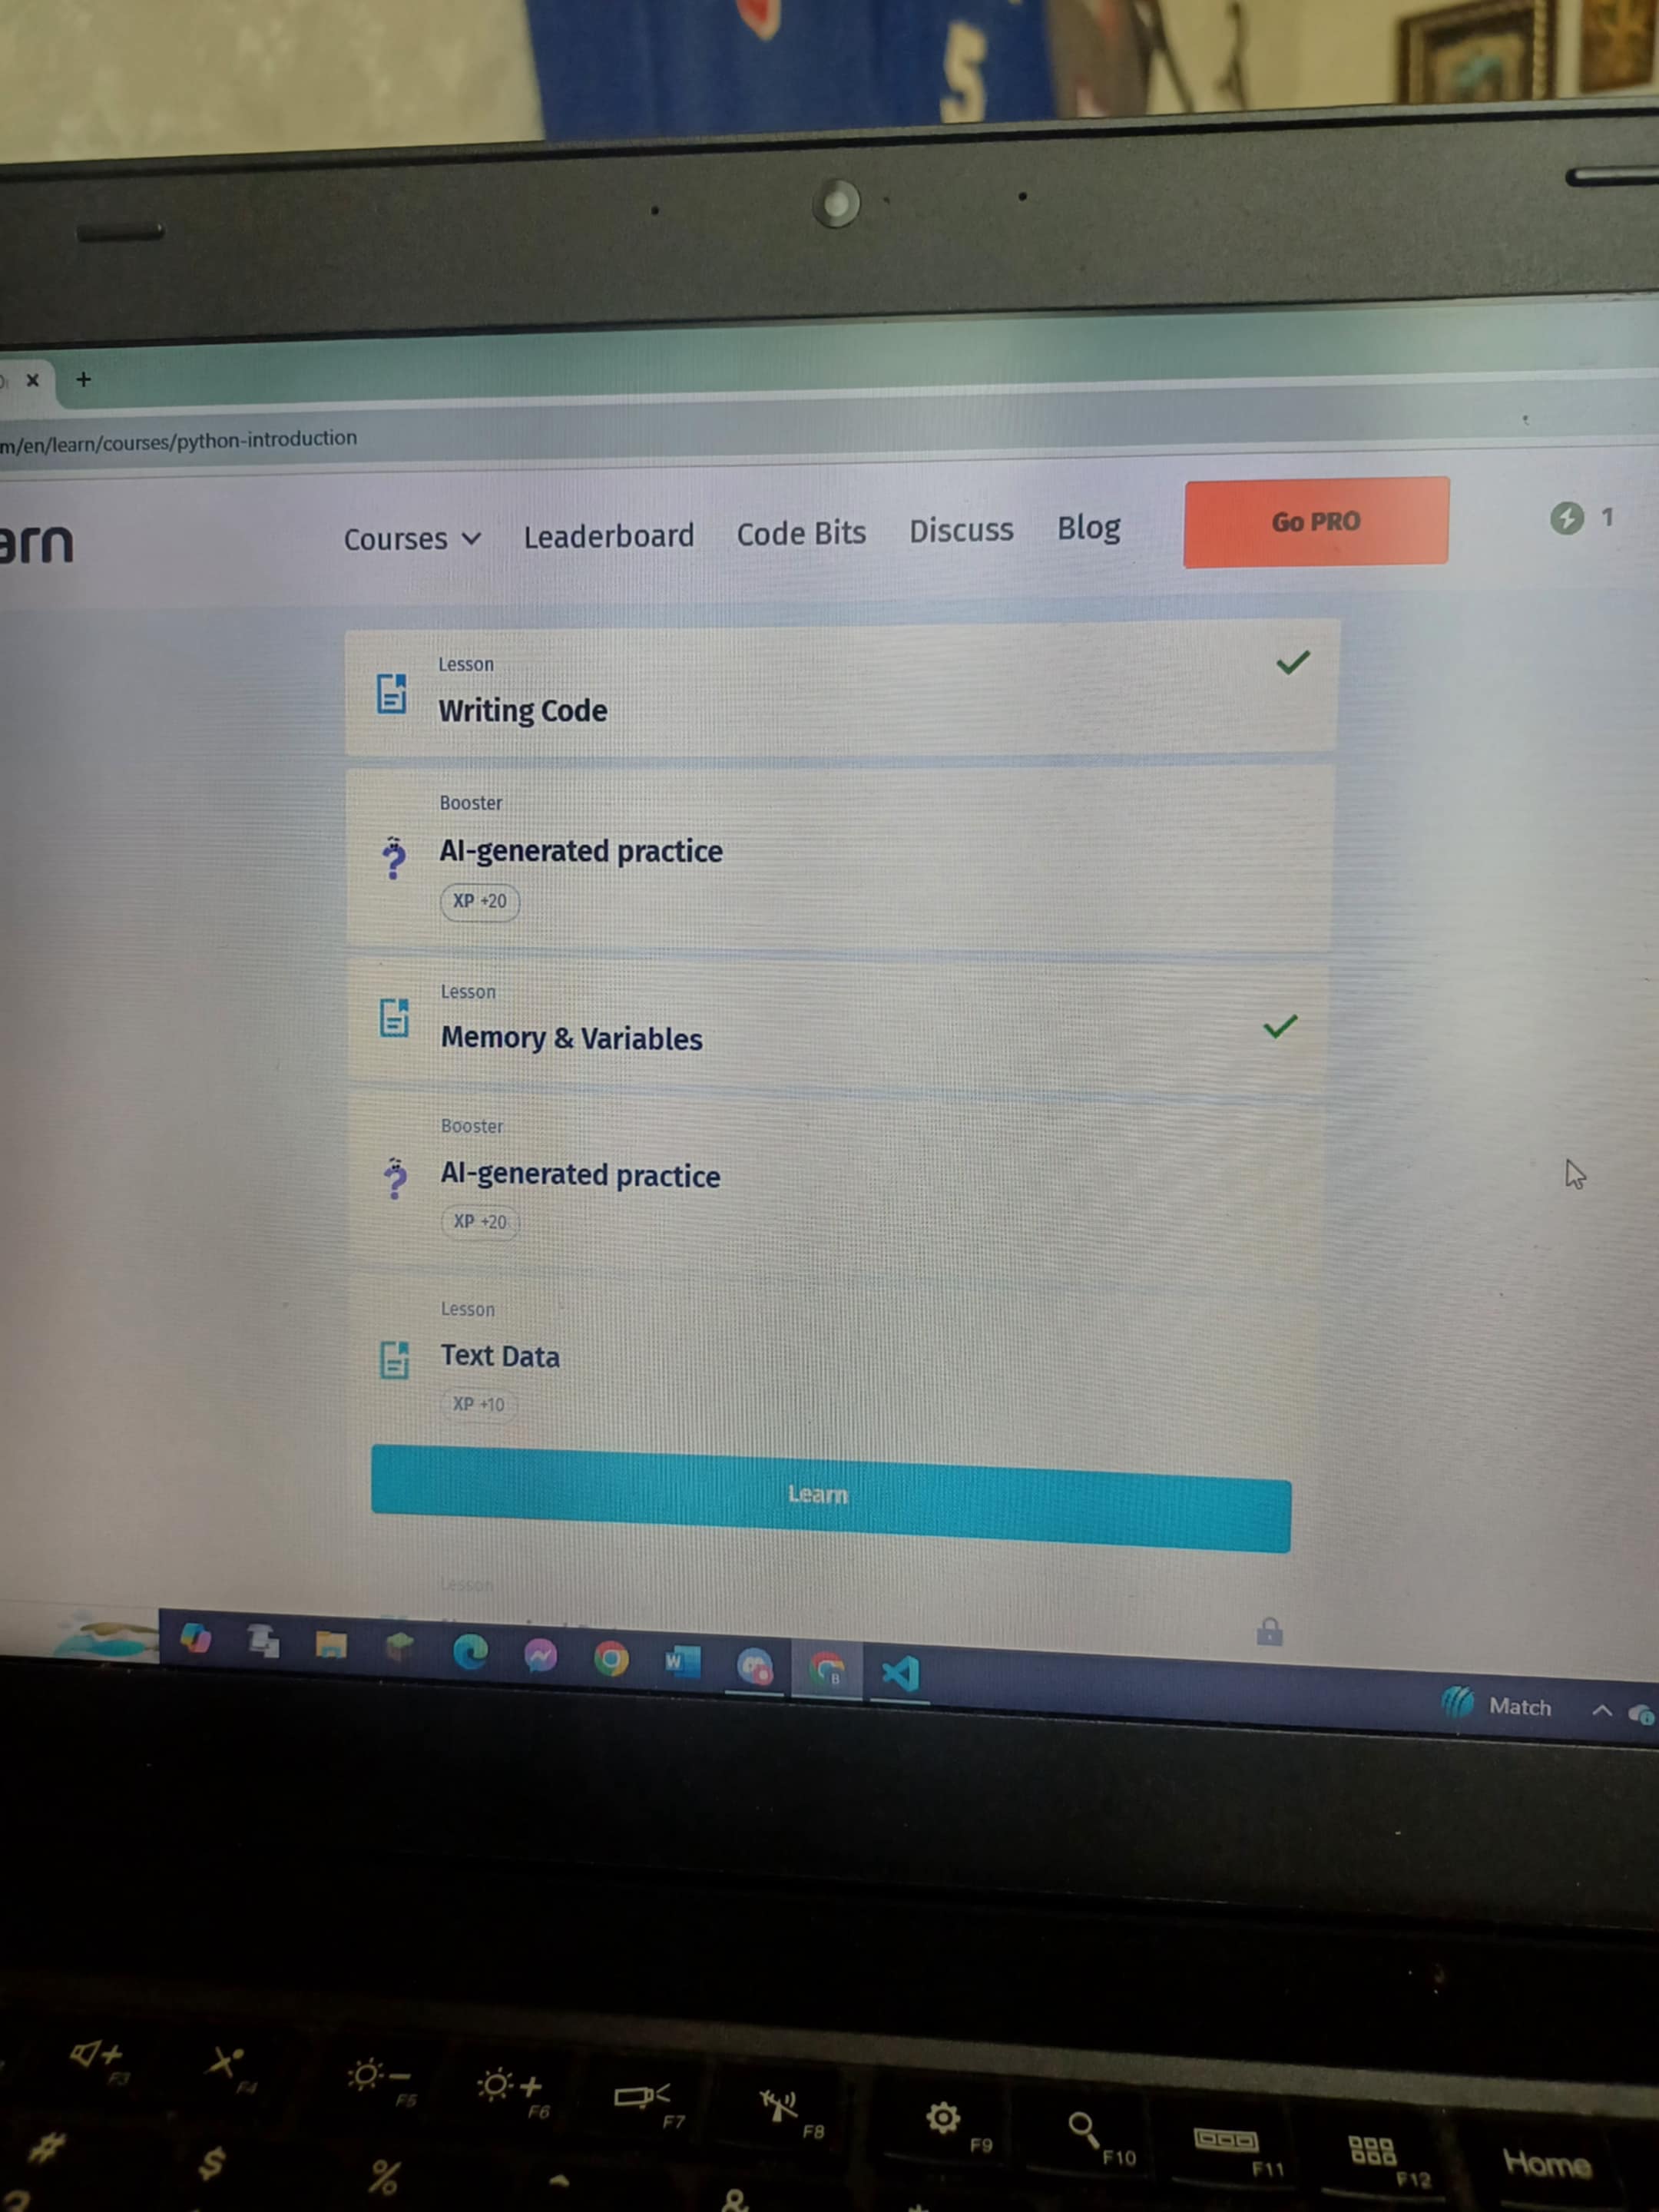 5
m/en/learn/courses/python-introduction
arn
Courses Leaderboard Code Bits Discuss Blog Go PRO 1
Lesson
Writing Code
Booster
AI-generated practice
XP +20
Lesson
Memory & Variables
Booster
AI-generated practice
XP +20
Lesson
Text Data
XP +10
Learn
Lesson
W B Match
F3 F4 F5 F6 F7 F8 F9 F10 F11 F12 Home
# $ % ^ &